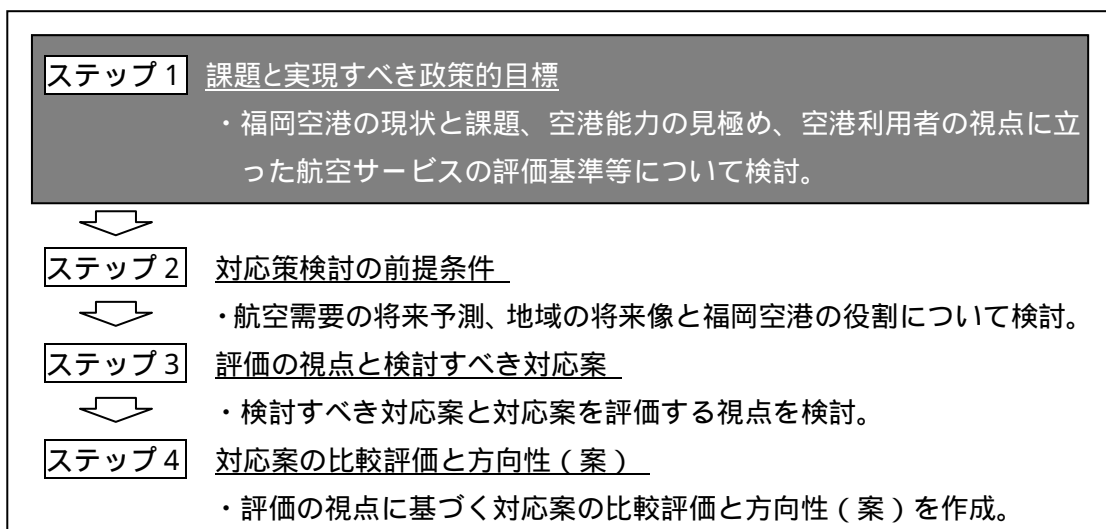 ステップ1 課題と実現すべき政策的目標
・福岡空港の現状と課題、空港能力の見極め、空港利用者の視点に立
った航空サービスの評価基準等について検討。
ステップ2 対応策検討の前提条件
・航空需要の将来予測、地域の将来像と福岡空港の役割について検討。
ステップ3 評価の視点と検討すべき対応案
・検討すべき対応案と対応案を評価する視点を検討。
ステップ4 対応案の比較評価と方向性(案)
・評価の視点に基づく対応案の比較評価と方向性(案)を作成。